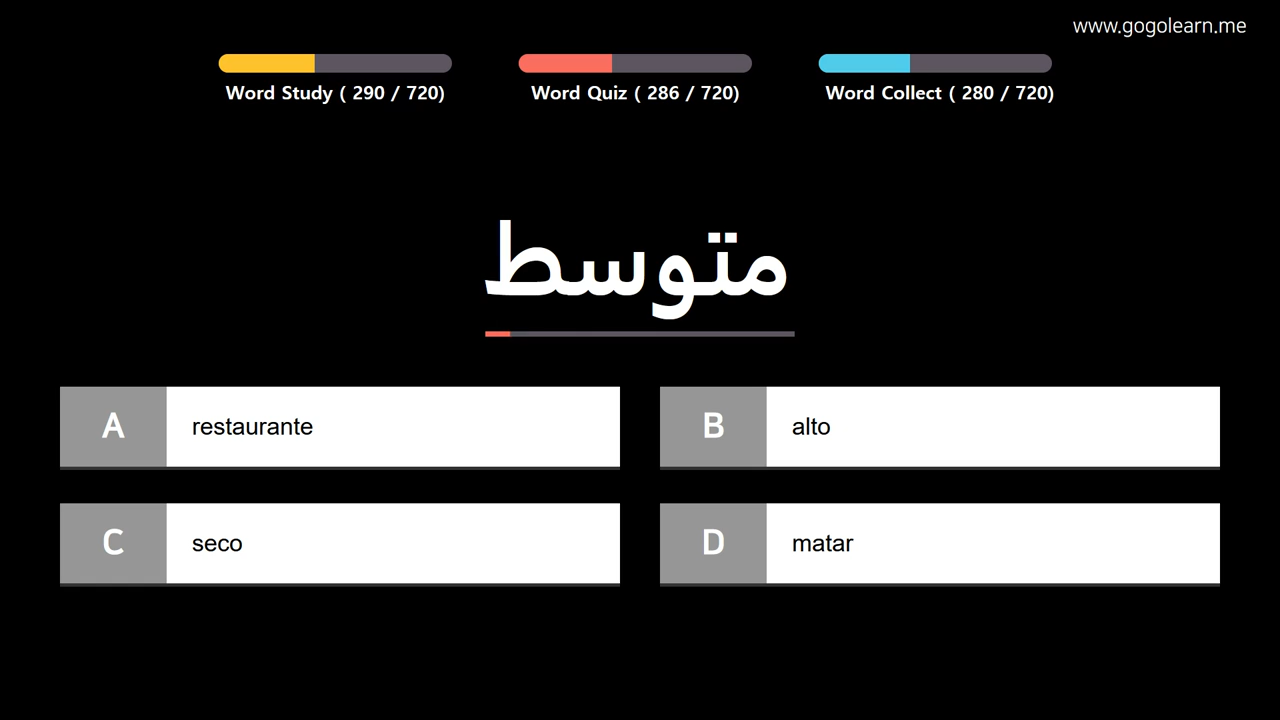 www.gogolearn.me
Word Study ( 290 / 720)
Word Quiz ( 286 / 720)
Word Collect ( 280 / 720)
متوسط
A restaurante
B alto
C seco
D matar